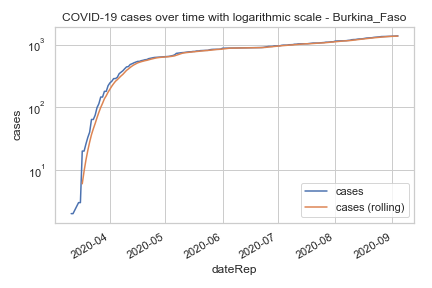 COVID-19 cases over time with logarithmic scale - Burkina_Faso
10³
10²
10¹
cases
cases
cases (rolling)
2020-04
2020-05
2020-06
2020-07
2020-08
2020-09
dateRep